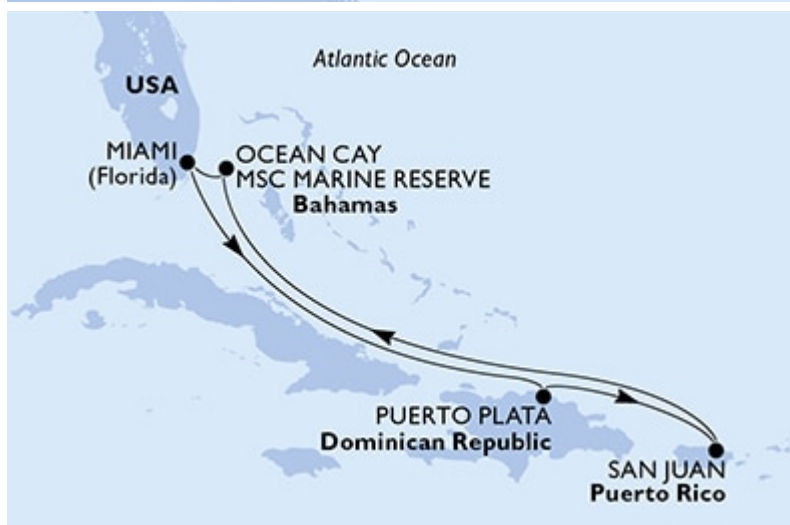 Atlantic Ocean
USA
MIAMI
(Florida)
OCEAN CAY
MSC MARINE RESERVE
Bahamas
PUERTO PLATA
Dominican Republic
SAN JUAN
Puerto Rico